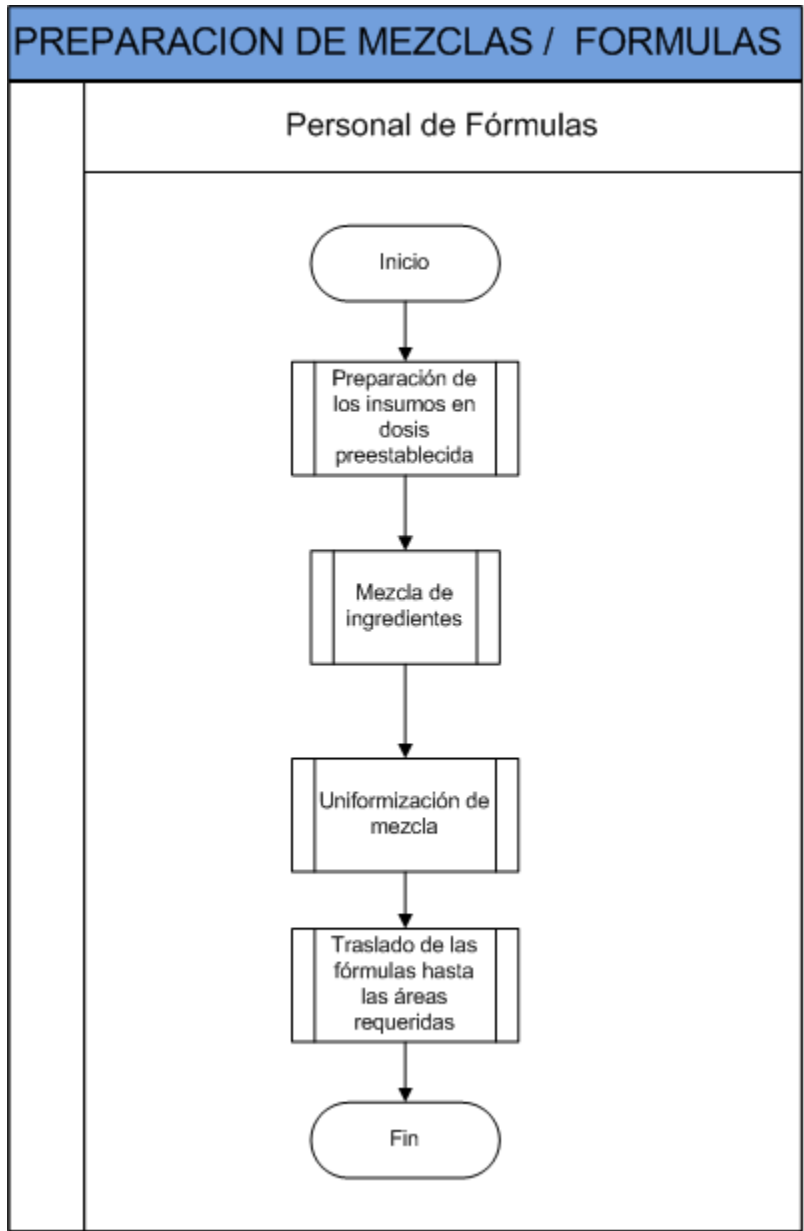 PREPARACION DE MEZCLAS / FORMULAS
Personal de Fórmulas
Inicio
Preparación de
los insumos en
dosis
preestablecida
Mezcla de
ingredientes
Uniformización de
mezcla
Traslado de las
fórmulas hasta
las áreas
requeridas
Fin